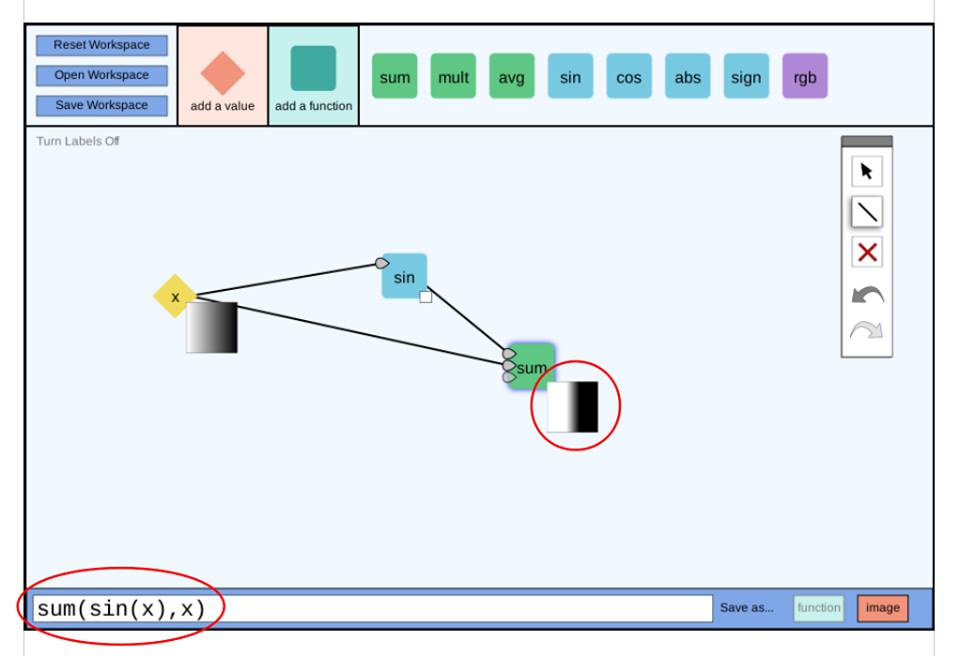 Reset Workspace
Open Workspace
Save Workspace
add a value
add a function
sum
mult
avg
sin
cos
abs
sign
rgb
Turn Labels Off
x
sin
sum
sum(sin(x),x)
Save as...
function
image